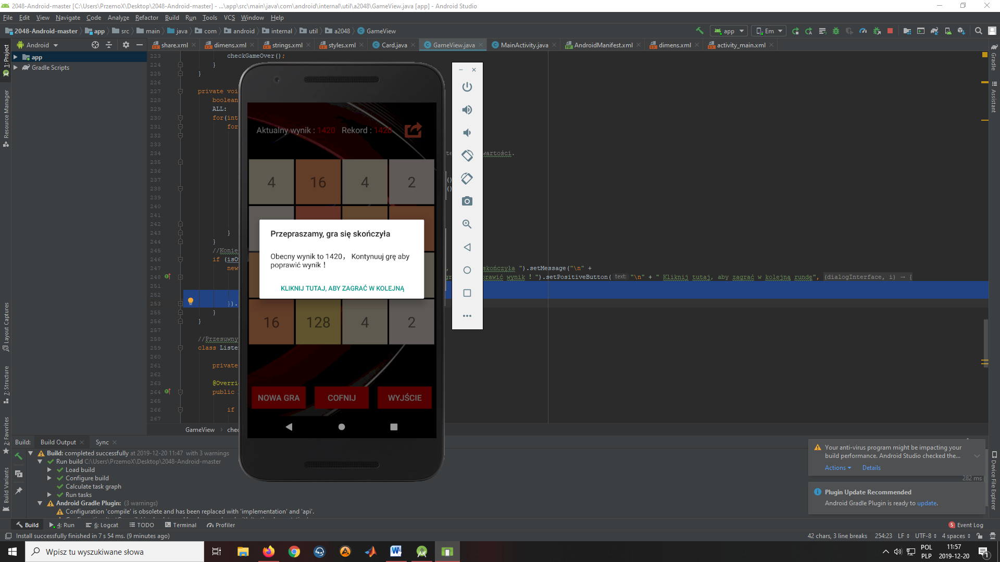 2048-Android-master [C:\Users\PrzemoX\Desktop\2048-Android-master] - ...\app\src\main\java\com\android\internal\util\a2048\GameView.java [app] - Android Studio
File Edit View Navigate Code Analyze Refactor Build Run Tools VCS Window Help
2048-Android-master app src main java com android internal util a2048 GameView
app Em
Android
share.xml dimens.xml strings.xml styles.xml Card.java GameView.java MainActivity.java AndroidManifest.xml dimens.xml activity_main.xml
1: Project
Resource Manager
Layout Captures
7: Structure
2: Favorites
Build Variants
app
Gradle Scripts
223 checkGameOver();
224 }
225 }
226
227 private voi
228 boolean
229 ALL:
230 for(int
231 for
232
233
234 wartości.
235
236
237 ()
238 ()
239
240
241
242
243 }
244 }
245 //Konie
246 if (isO
247 new skończyła ").setMessage("\n" +
248 rawić wynik！").setPositiveButton( text: "\n" + " Kliknij tutaj, aby zagrać w kolejną rundę", (dialogInterface, i) → {
251
252
253 }).
255 }
256 }
257
258 //Przesuwny
259 class Liste
260
261 private
262
263 @Overri
264 public
265
266 if
267
GameView chec
Aktualny wynik : 1420 Rekord : 1420
4 16 4 2
Przepraszamy, gra się skończyła
Obecny wynik to 1420， Kontynuuj grę aby
poprawić wynik！
KLIKNIJ TUTAJ, ABY ZAGRAĆ W KOLEJNĄ
16 128 4 2
NOWA GRA COFNIJ WYJŚCIE
Gradle
Assistant
Device File Explorer
Build: Build Output Sync
Build: completed successfully at 2019-12-20 11:47 with 3 warnings
Run build C:\Users\PrzemoX\Desktop\2048-Android-master
Load build
Configure build
Calculate task graph
Run tasks
Android Gradle Plugin: (3 warnings)
Configuration 'compile' is obsolete and has been replaced with 'implementation' and 'api'.
282 ms
Your anti-virus program might be impacting your
build performance. Android Studio checked the...
Actions Details
Plugin Update Recommended
Android Gradle Plugin is ready to update.
Build 4: Run 6: Logcat TODO Terminal Profiler 5 Event Log
Install successfully finished in 7 s 54 ms. (9 minutes ago) 42 chars, 3 line breaks 254:23 LF UTF-8 4 spaces
Wpisz tu wyszukiwane słowa
POL
PLP
11:57
2019-12-20
1